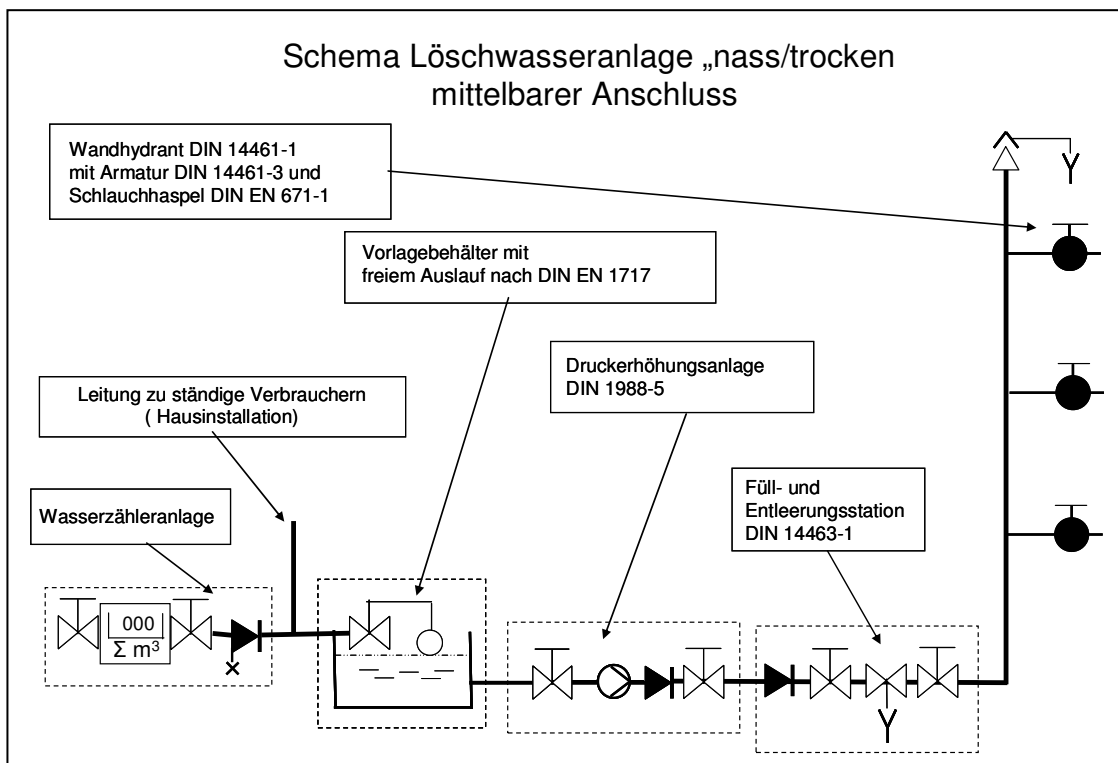 Schema Löschwasseranlage „nass/trocken
mittelbarer Anschluss
Wandhydrant DIN 14461-1
mit Armatur DIN 14461-3 und
Schlauchhaspel DIN EN 671-1
Vorlagebehälter mit
freiem Auslauf nach DIN EN 1717
Druckerhöhungsanlage
DIN 1988-5
Leitung zu ständige Verbrauchern
( Hausinstallation)
Füll- und
Entleerungsstation
DIN 14463-1
Wasserzähleranlage
000
Σ m³